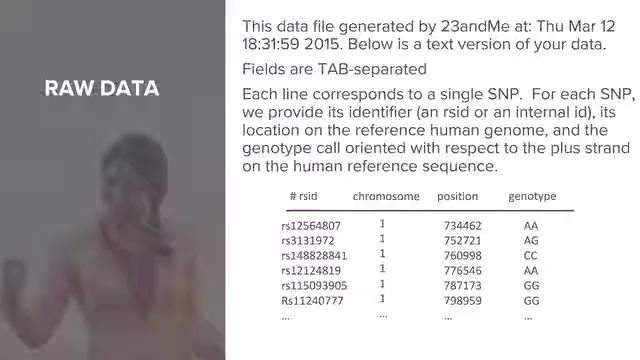 RAW DATA
This data file generated by 23andMe at: Thu Mar 12
18:31:59 2015. Below is a text version of your data.
Fields are TAB-separated
Each line corresponds to a single SNP.  For each SNP,
we provide its identifier (an rsid or an internal id), its
location on the reference human genome, and the
genotype call oriented with respect to the plus strand
on the human reference sequence.
# rsid chromosome position genotype
rs12564807 1 734462 AA
rs3131972 1 752721 AG
rs148828841 1 760998 CC
rs12124819 1 776546 AA
rs115093905 1 787173 GG
Rs11240777 1 798959 GG
... ... ... ...